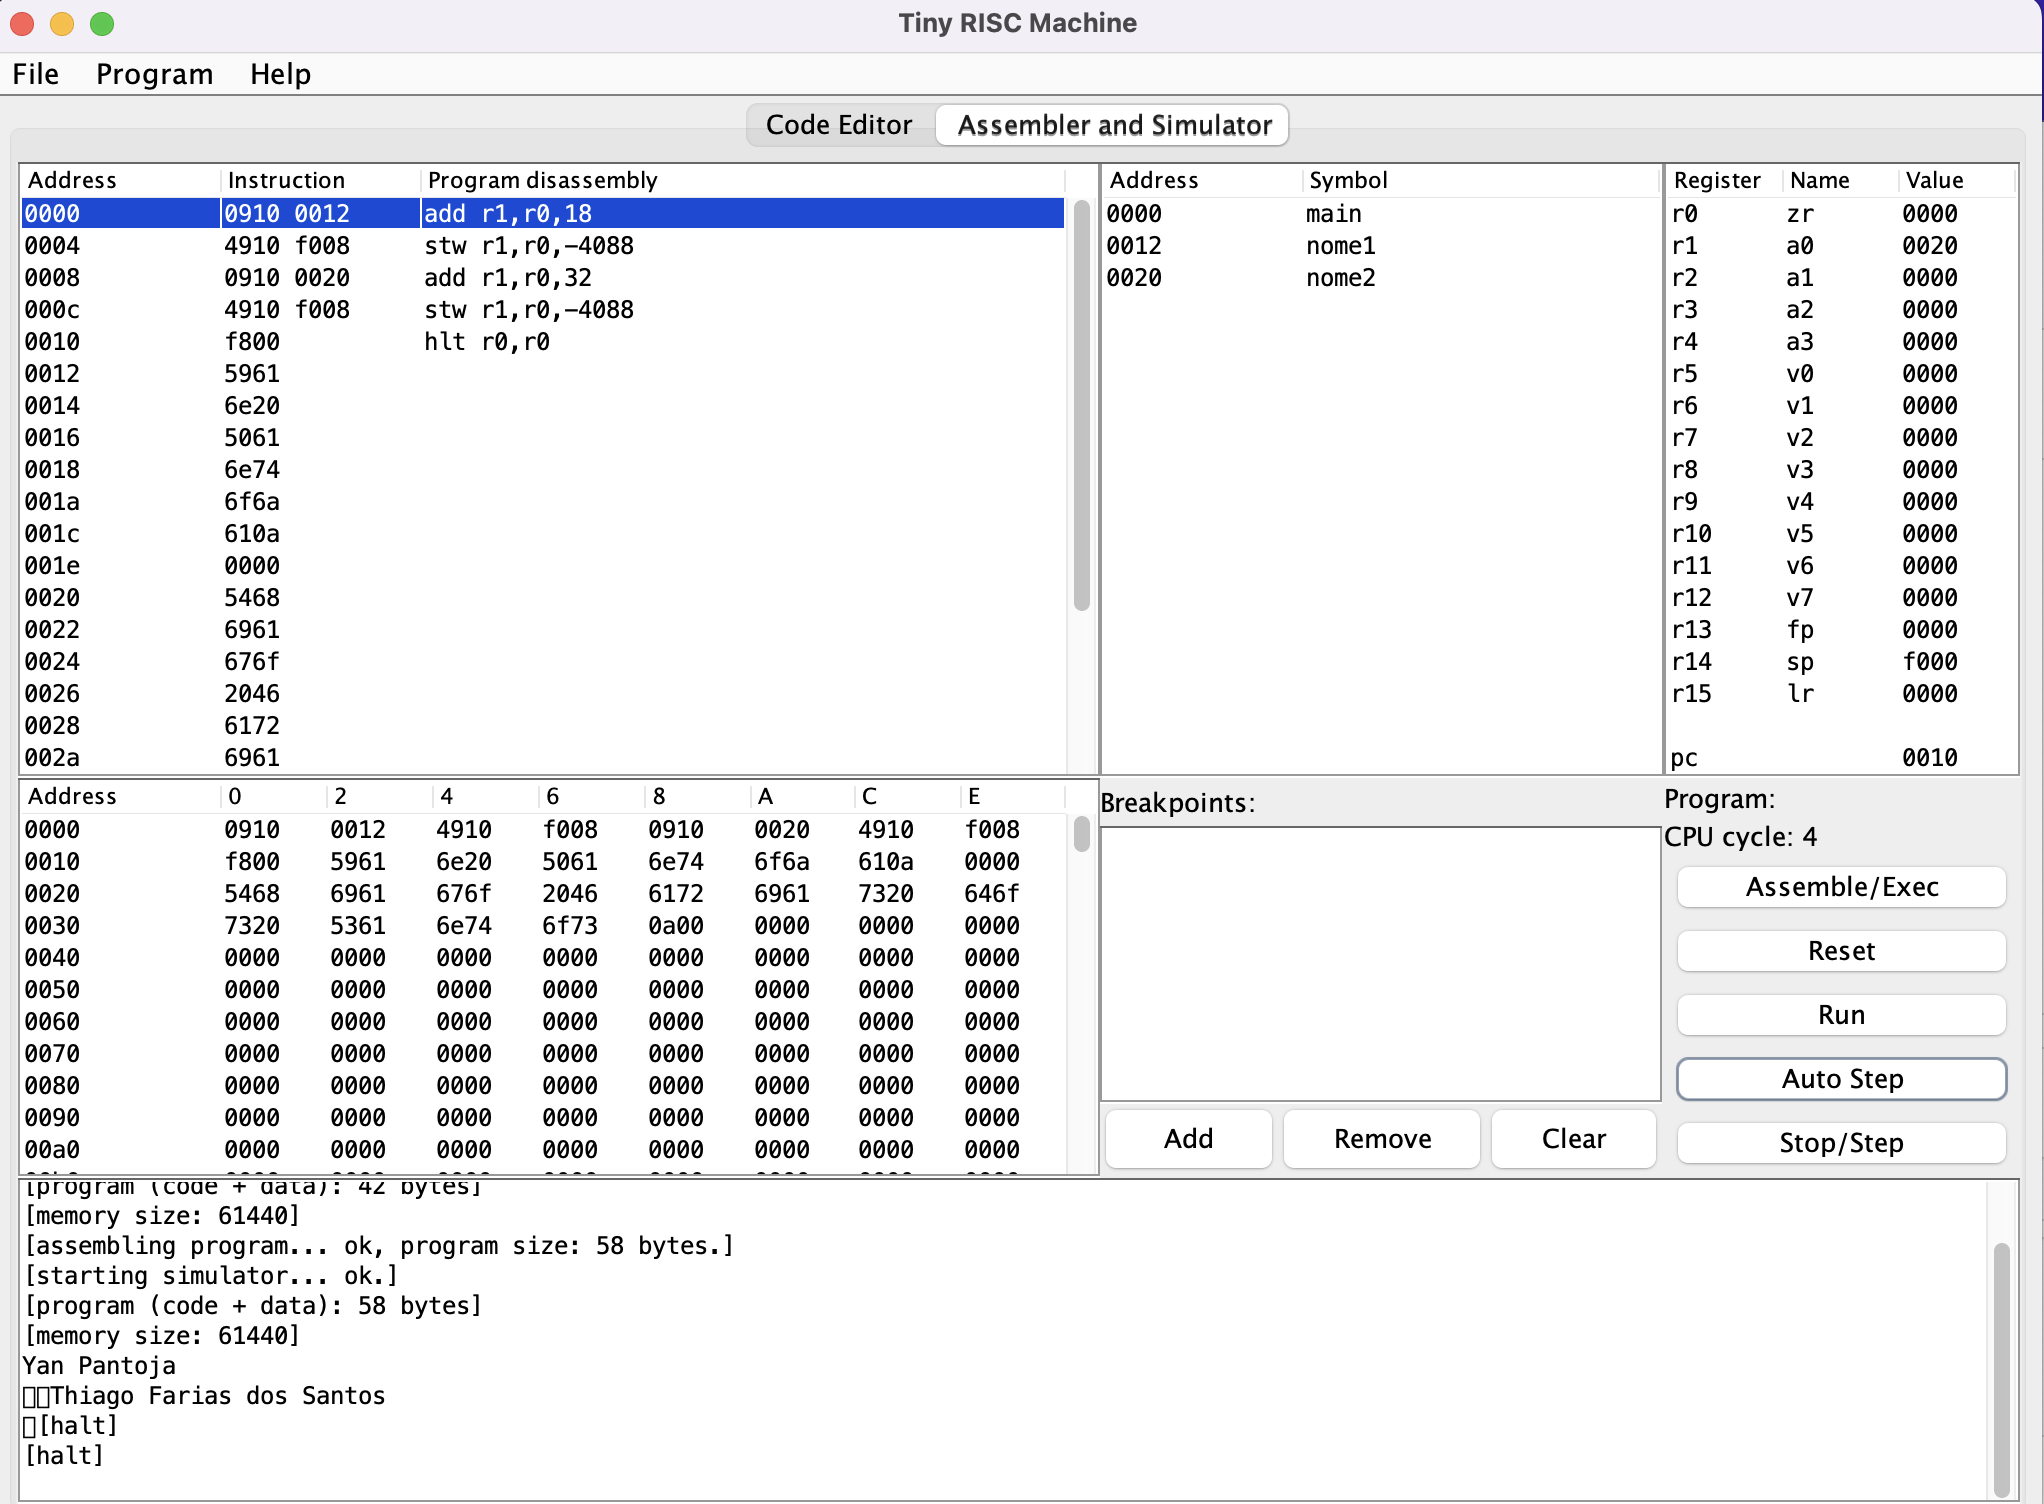 Tiny RISC Machine
File Program Help
Code Editor Assembler and Simulator
Address Instruction Program disassembly
0000 0910 0012 add r1,r0,18
0004 4910 f008 stw r1,r0,-4088
0008 0910 0020 add r1,r0,32
000c 4910 f008 stw r1,r0,-4088
0010 f800 hlt r0,r0
0012 5961
0014 6e20
0016 5061
0018 6e74
001a 6f6a
001c 610a
001e 0000
0020 5468
0022 6961
0024 676f
0026 2046
0028 6172
002a 6961
Address Symbol
0000 main
0012 nome1
0020 nome2
Register Name Value
r0 zr 0000
r1 a0 0020
r2 a1 0000
r3 a2 0000
r4 a3 0000
r5 v0 0000
r6 v1 0000
r7 v2 0000
r8 v3 0000
r9 v4 0000
r10 v5 0000
r11 v6 0000
r12 v7 0000
r13 fp 0000
r14 sp f000
r15 lr 0000
pc 0010
Address 0 2 4 6 8 A C E
0000 0910 0012 4910 f008 0910 0020 4910 f008
0010 f800 5961 6e20 5061 6e74 6f6a 610a 0000
0020 5468 6961 676f 2046 6172 6961 7320 646f
0030 7320 5361 6e74 6f73 0a00 0000 0000 0000
0040 0000 0000 0000 0000 0000 0000 0000 0000
0050 0000 0000 0000 0000 0000 0000 0000 0000
0060 0000 0000 0000 0000 0000 0000 0000 0000
0070 0000 0000 0000 0000 0000 0000 0000 0000
0080 0000 0000 0000 0000 0000 0000 0000 0000
0090 0000 0000 0000 0000 0000 0000 0000 0000
00a0 0000 0000 0000 0000 0000 0000 0000 0000
Breakpoints:
Add Remove Clear
Program:
CPU cycle: 4
Assemble/Exec
Reset
Run
Auto Step
Stop/Step
[program (code + data): 42 bytes]
[memory size: 61440]
[assembling program... ok, program size: 58 bytes.]
[starting simulator... ok.]
[program (code + data): 58 bytes]
[memory size: 61440]
Yan Pantoja
▯▯Thiago Farias dos Santos
▯[halt]
[halt]